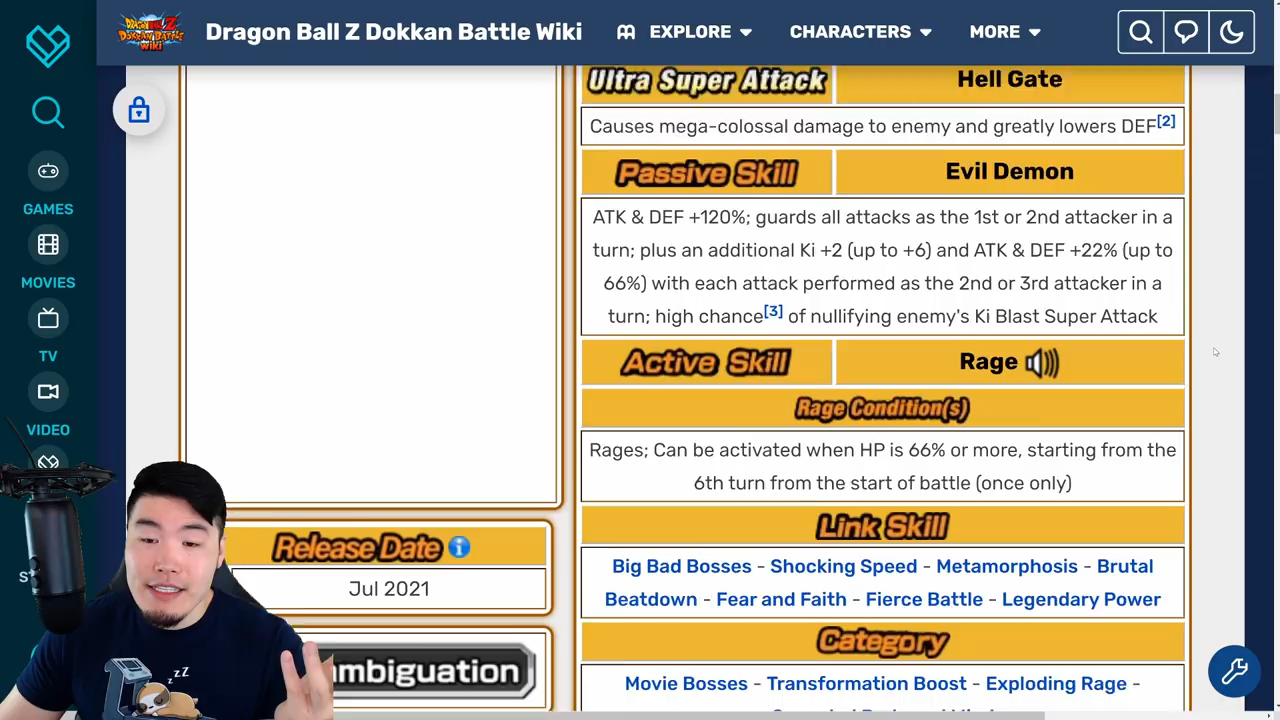 Dragon Ball Z Dokkan Battle Wiki
EXPLORE
CHARACTERS
MORE
DRAGON BALL Z
DOKKAN BATTLE
WIKI
GAMES
MOVIES
TV
VIDEO
Ultra Super Attack
Hell Gate
Causes mega-colossal damage to enemy and greatly lowers DEF[2]
Passive Skill
Evil Demon
ATK & DEF +120%; guards all attacks as the 1st or 2nd attacker in a
turn; plus an additional Ki +2 (up to +6) and ATK & DEF +22% (up to
66%) with each attack performed as the 2nd or 3rd attacker in a
turn; high chance[3] of nullifying enemy's Ki Blast Super Attack
Active Skill
Rage
Rage Condition(s)
Rages; Can be activated when HP is 66% or more, starting from the
6th turn from the start of battle (once only)
Link Skill
Big Bad Bosses - Shocking Speed - Metamorphosis - Brutal
Beatdown - Fear and Faith - Fierce Battle - Legendary Power
Category
Movie Bosses - Transformation Boost - Exploding Rage -
Release Date
Jul 2021
ambiguation
z z Z